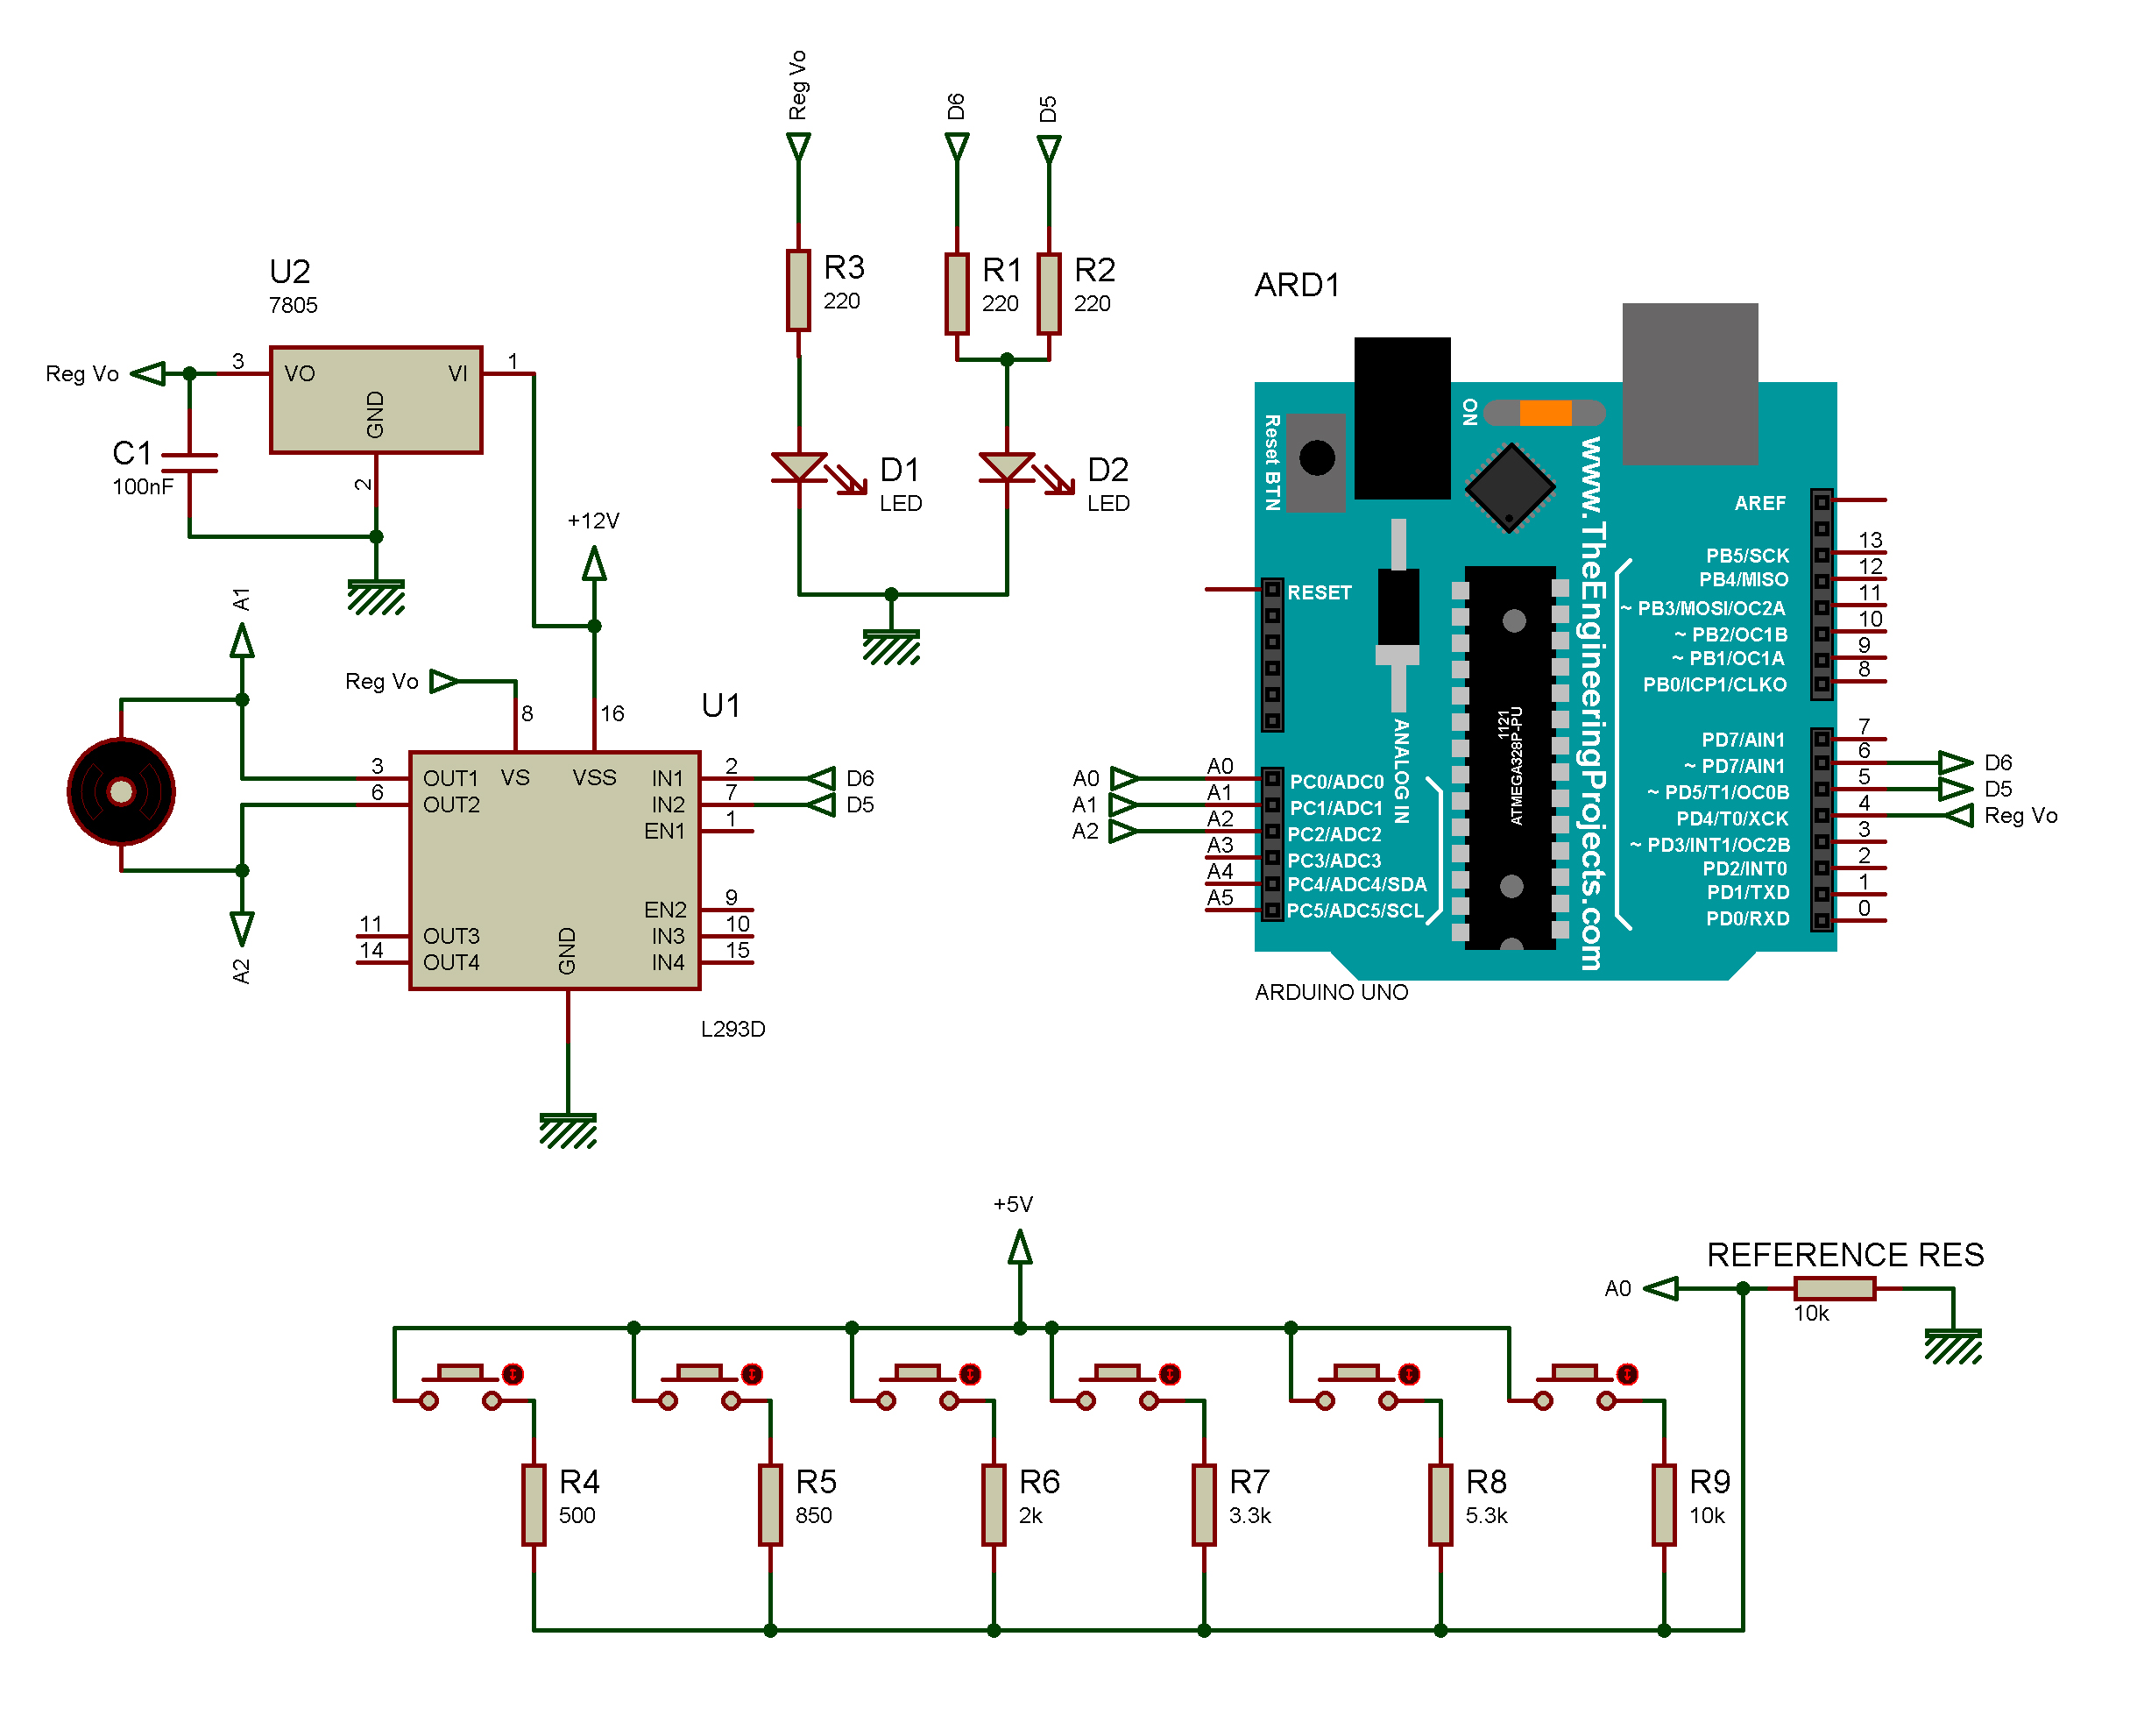 Reg Vo
D6
D5
R3
220
R1
220
R2
220
D1
LED
D2
LED
U2
7805
Reg Vo
3
VO
VI
1
GND
2
C1
100nF
+12V
A1
A2
Reg Vo
8
16
U1
3
OUT1
VS
VSS
IN1
2
D6
6
OUT2
IN2
7
D5
EN1
1
EN2
9
11
OUT3
GND
IN3
10
14
OUT4
IN4
15
L293D
ARD1
Reset BTN
ON
www.TheEngineeringProjects.com
ANALOG IN
1121
ATMEGA328P-PU
RESET
A0
A0
PC0/ADC0
A1
A1
PC1/ADC1
A2
A2
PC2/ADC2
A3
PC3/ADC3
A4
PC4/ADC4/SDA
A5
PC5/ADC5/SCL
AREF
PB5/SCK
13
PB4/MISO
12
~ PB3/MOSI/OC2A
11
~ PB2/OC1B
10
~ PB1/OC1A
9
PB0/ICP1/CLKO
8
PD7/AIN1
7
~ PD7/AIN1
6
D6
~ PD5/T1/OC0B
5
D5
PD4/T0/XCK
4
Reg Vo
~ PD3/INT1/OC2B
3
PD2/INT0
2
PD1/TXD
1
PD0/RXD
0
ARDUINO UNO
+5V
REFERENCE RES
A0
10k
R4
500
R5
850
R6
2k
R7
3.3k
R8
5.3k
R9
10k